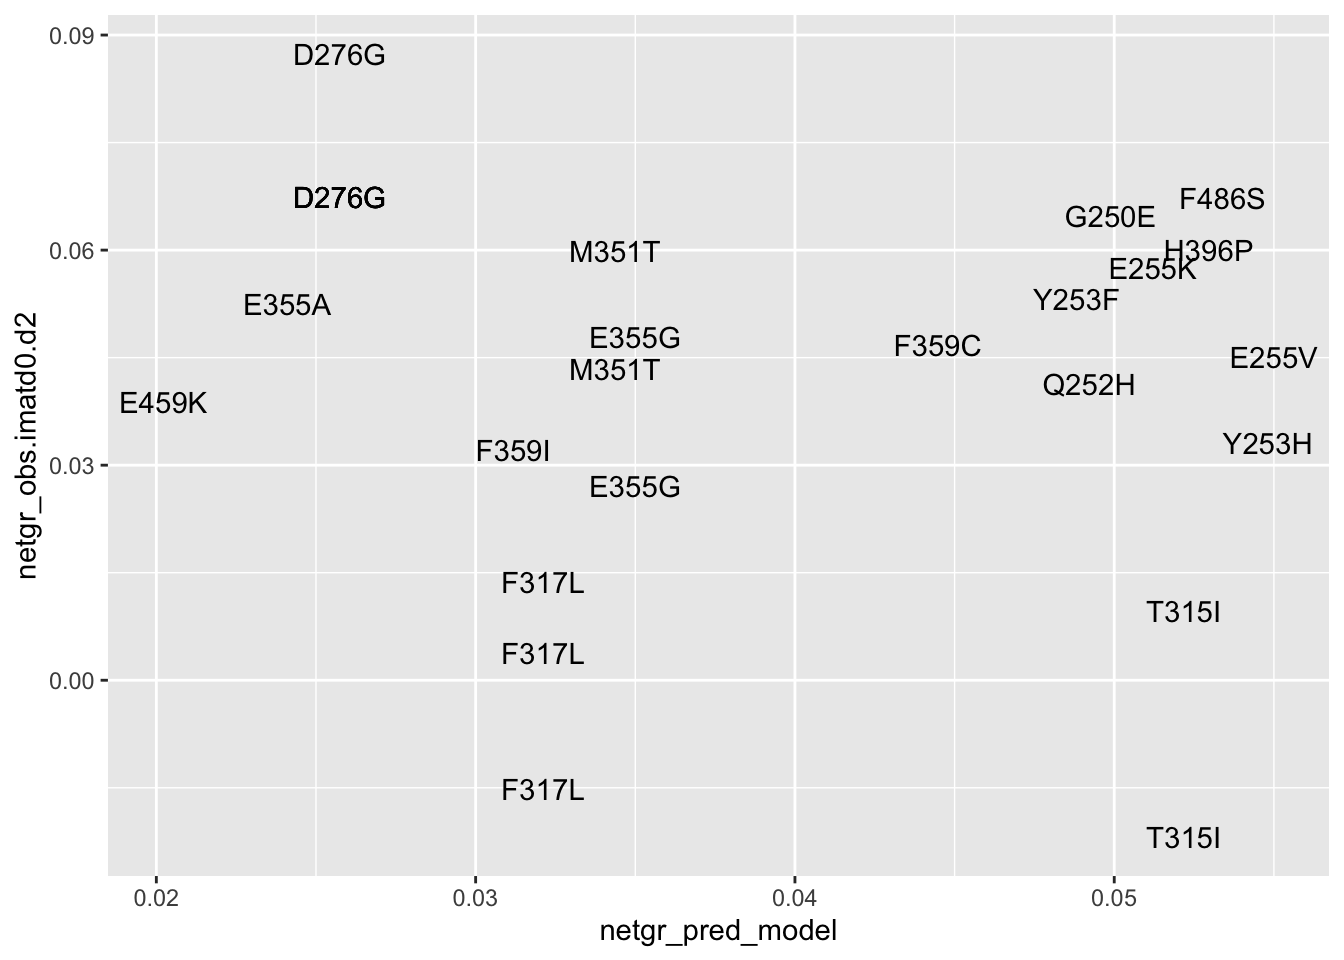 0.09
D276G
D276G
F486S
G250E
0.06
M351T
H396P
E255K
Y253F
E355A
E355G
F359C
E255V
M351T
Q252H
E459K
Y253H
F359I
0.03
E355G
F317L
T315I
F317L
0.00
F317L
T315I
netgr_obs.imatd0.d2
0.02 0.03 0.04 0.05
netgr_pred_model